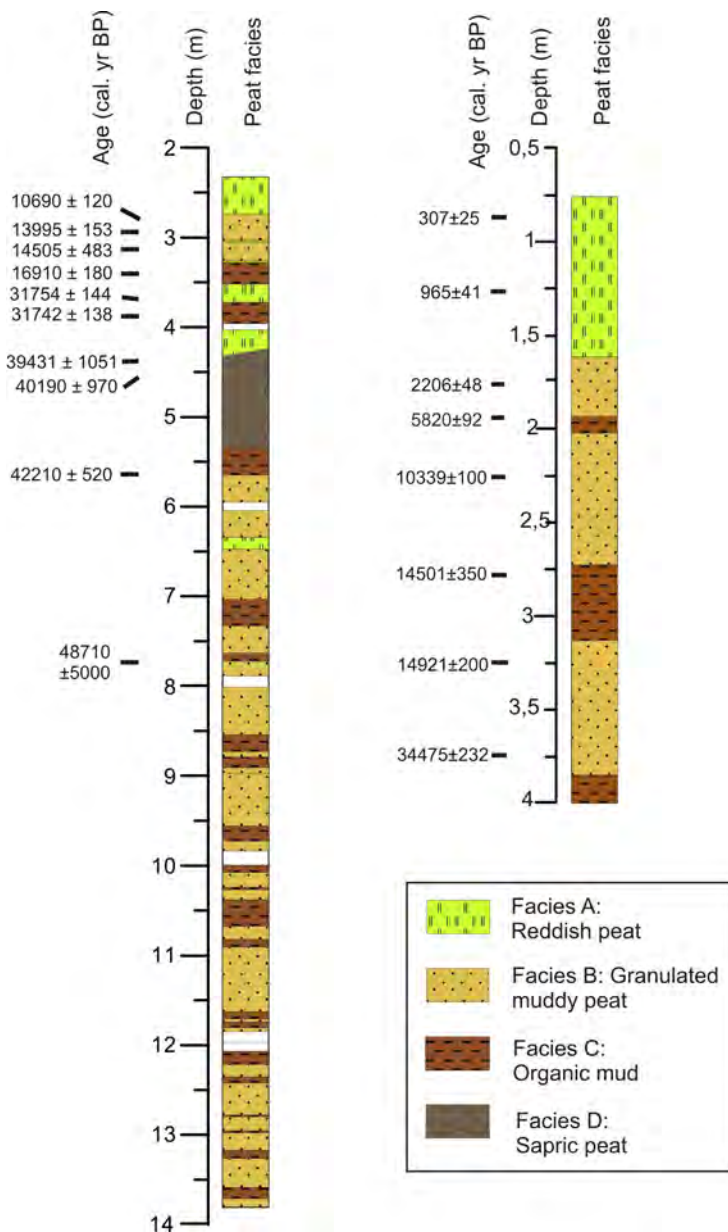 Age (cal. yr BP)
Depth (m)
Peat facies
2
3
4
5
6
7
8
9
10
11
12
13
14
10690 ± 120
13995 ± 153
14505 ± 483
16910 ± 180
31754 ± 144
31742 ± 138
39431 ± 1051
40190 ± 970
42210 ± 520
48710
±5000
Age (cal. yr BP)
Depth (m)
Peat facies
0,5
1
1,5
2
2,5
3
3,5
4
307±25
965±41
2206±48
5820±92
10339±100
14501±350
14921±200
34475±232
Facies A:
Reddish peat
Facies B: Granulated
muddy peat
Facies C:
Organic mud
Facies D:
Sapric peat